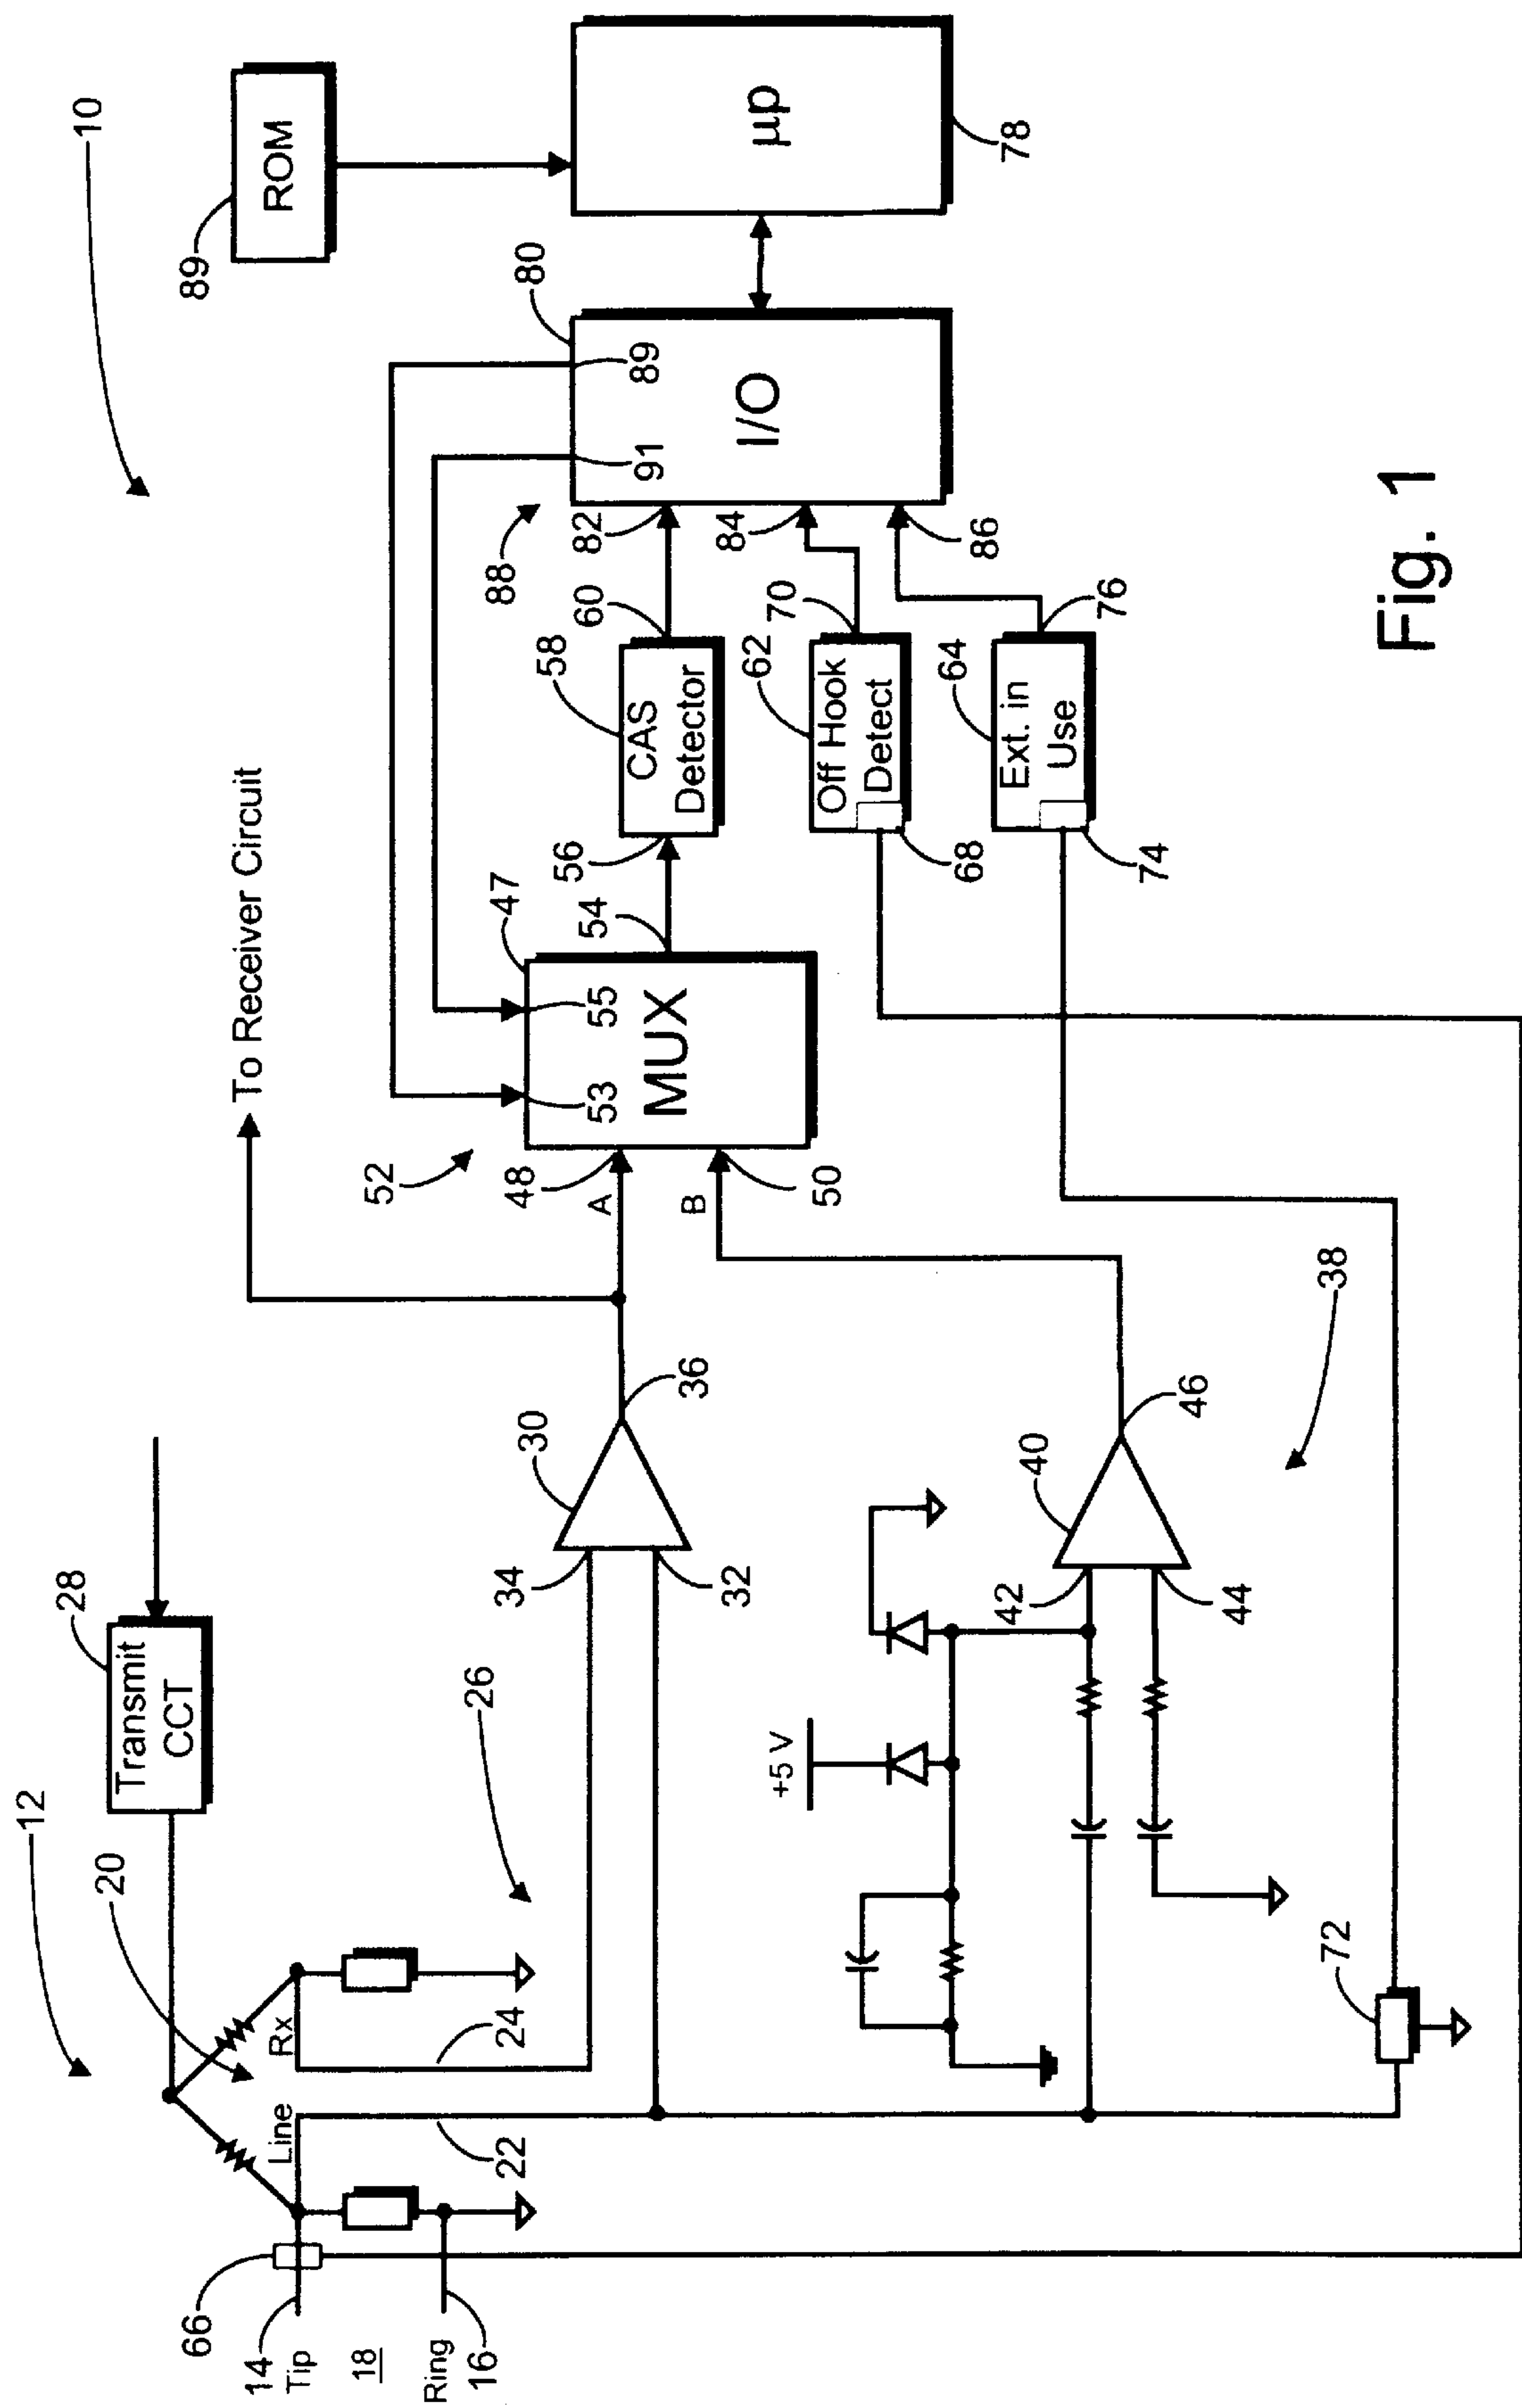 10
89
ROM
µp
78
80
89
91
I/O
88
82
84
86
To Receiver Circuit
58
60
CAS
Detector
56
62
70
Off Hook
Detect
68
64
76
Ext. in
Use
74
47
54
55
53
MUX
52
48
A
B
50
28
Transmit
CCT
12
20
26
30
34
32
36
38
40
42
44
46
+5 V
Rx
24
Line
22
72
66
14
Tip
18
Ring
16
Fig. 1